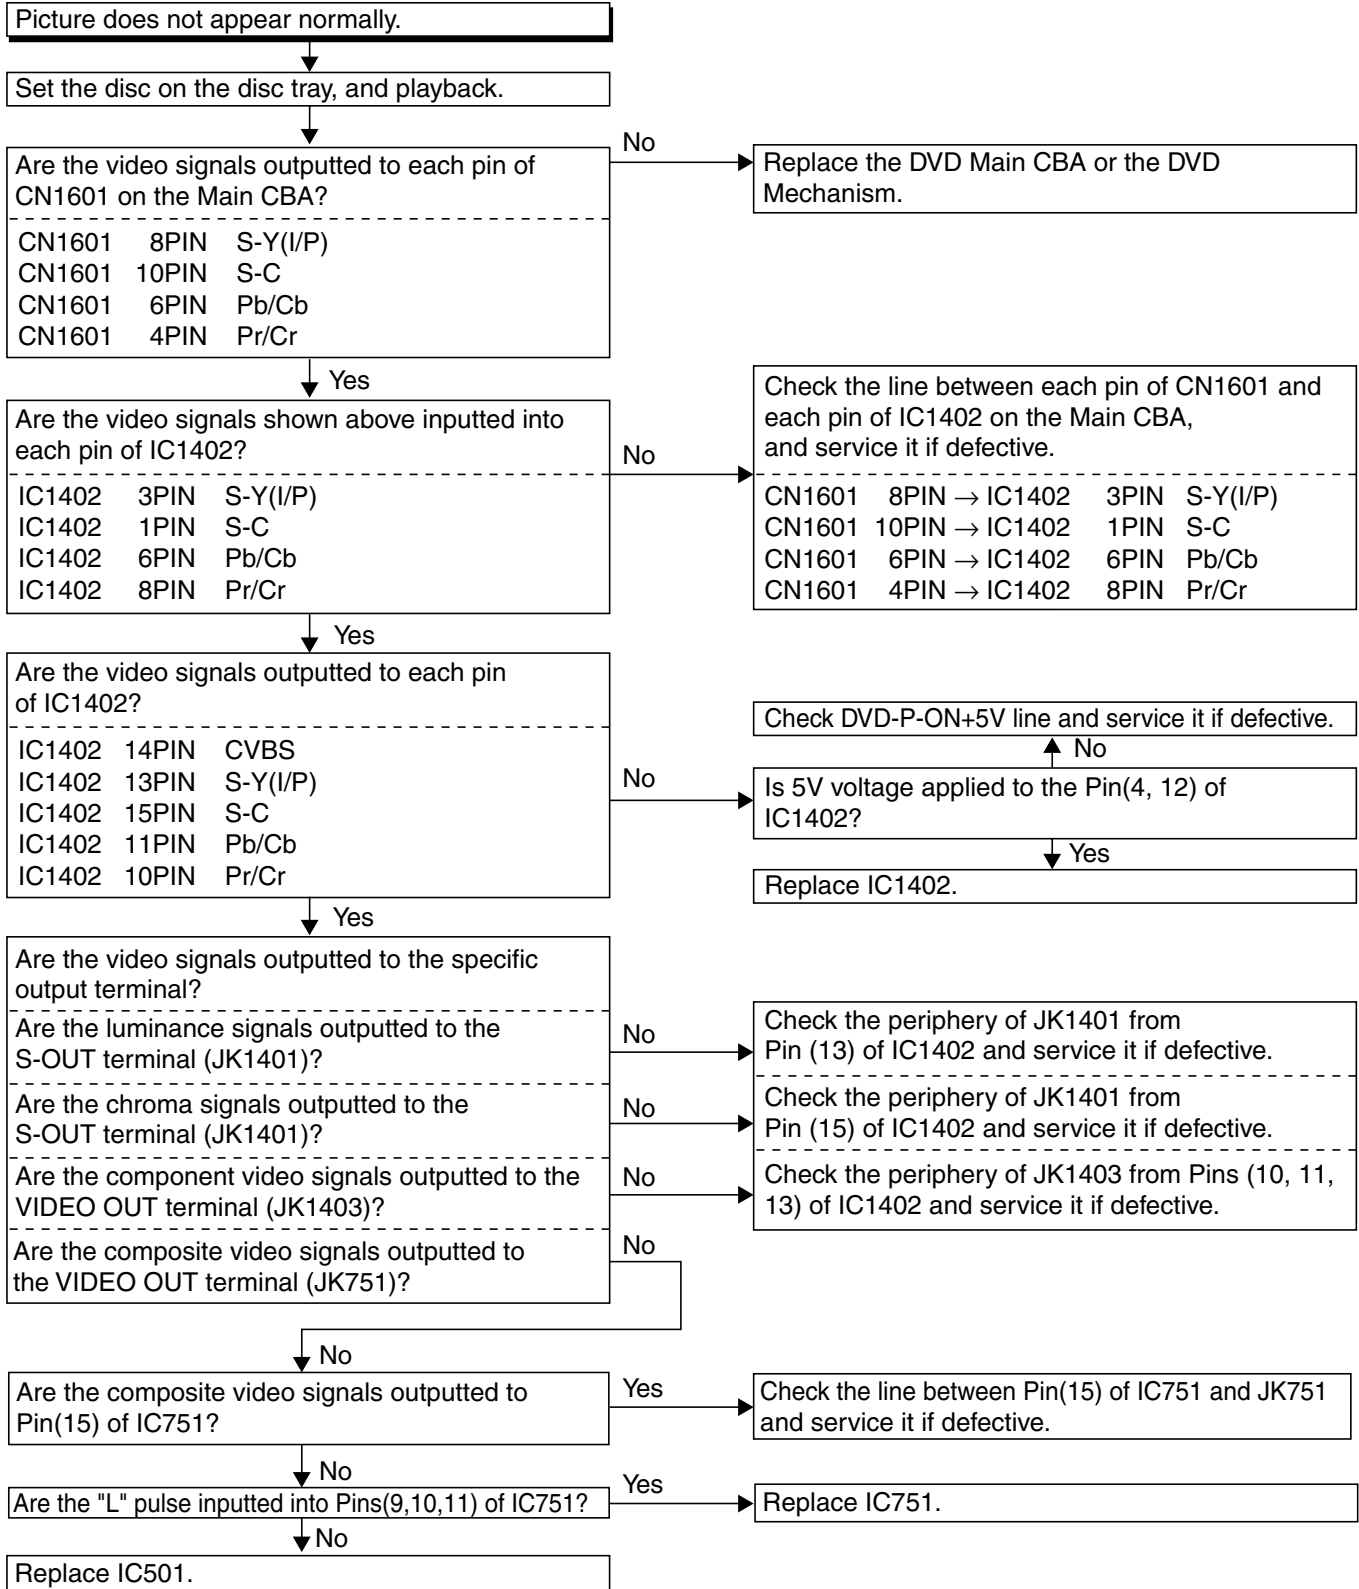 Picture does not appear normally.
Set the disc on the disc tray, and playback.
Are the video signals outputted to each pin of
CN1601 on the Main CBA?
CN1601 8PIN S-Y(I/P)
CN1601 10PIN S-C
CN1601 6PIN Pb/Cb
CN1601 4PIN Pr/Cr
No
Replace the DVD Main CBA or the DVD
Mechanism.
Yes
Are the video signals shown above inputted into
each pin of IC1402?
IC1402 3PIN S-Y(I/P)
IC1402 1PIN S-C
IC1402 6PIN Pb/Cb
IC1402 8PIN Pr/Cr
No
Check the line between each pin of CN1601 and
each pin of IC1402 on the Main CBA,
and service it if defective.
CN1601 8PIN → IC1402 3PIN S-Y(I/P)
CN1601 10PIN → IC1402 1PIN S-C
CN1601 6PIN → IC1402 6PIN Pb/Cb
CN1601 4PIN → IC1402 8PIN Pr/Cr
Yes
Are the video signals outputted to each pin
of IC1402?
IC1402 14PIN CVBS
IC1402 13PIN S-Y(I/P)
IC1402 15PIN S-C
IC1402 11PIN Pb/Cb
IC1402 10PIN Pr/Cr
No
Check DVD-P-ON+5V line and service it if defective.
No
Is 5V voltage applied to the Pin(4, 12) of
IC1402?
Yes
Replace IC1402.
Yes
Are the video signals outputted to the specific
output terminal?
Are the luminance signals outputted to the
S-OUT terminal (JK1401)?
No
Check the periphery of JK1401 from
Pin (13) of IC1402 and service it if defective.
Are the chroma signals outputted to the
S-OUT terminal (JK1401)?
No
Check the periphery of JK1401 from
Pin (15) of IC1402 and service it if defective.
Are the component video signals outputted to the
VIDEO OUT terminal (JK1403)?
No
Check the periphery of JK1403 from Pins (10, 11,
13) of IC1402 and service it if defective.
Are the composite video signals outputted to
the VIDEO OUT terminal (JK751)?
No
No
Are the composite video signals outputted to
Pin(15) of IC751?
Yes
Check the line between Pin(15) of IC751 and JK751
and service it if defective.
No
Are the "L" pulse inputted into Pins(9,10,11) of IC751?
Yes
Replace IC751.
No
Replace IC501.